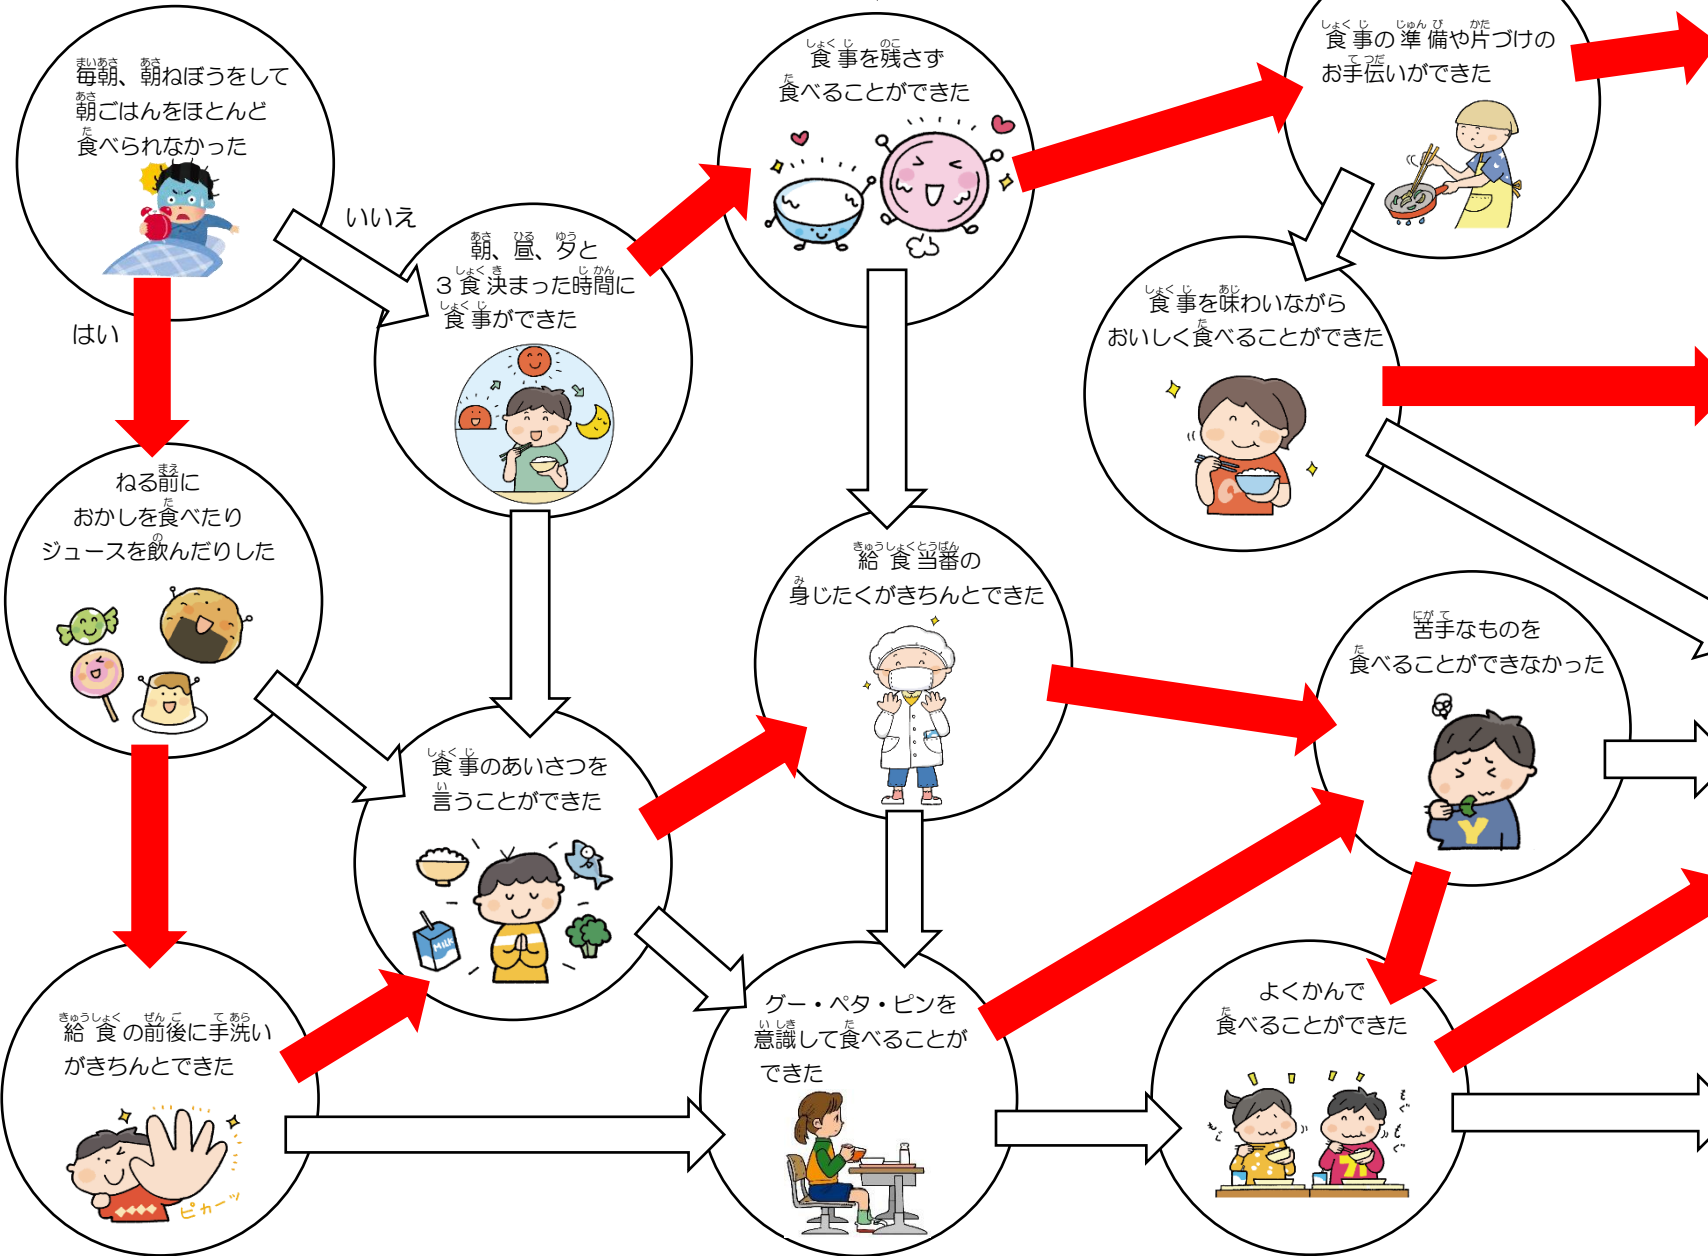 毎朝、朝ねぼうをして
朝ごはんをほとんど
食べられなかった
いいえ
はい
朝、昼、夕と
3食決まった時間に
食事ができた
食事を残さず
食べることができた
食事の準備や片づけの
お手伝いができた
食事を味わいながら
おいしく食べることができた
ねる前に
おかしを食べたり
ジュースを飲んだりした
給食当番の
身じたくがきちんとできた
苦手なものを
食べることができなかった
食事のあいさつを
言うことができた
MILK
Y
給食の前後に手洗い
がきちんとできた
ピカーッ
グー・ペタ・ピンを
意識して食べることが
できた
よくかんで
食べることができた
もぐ
もぐ